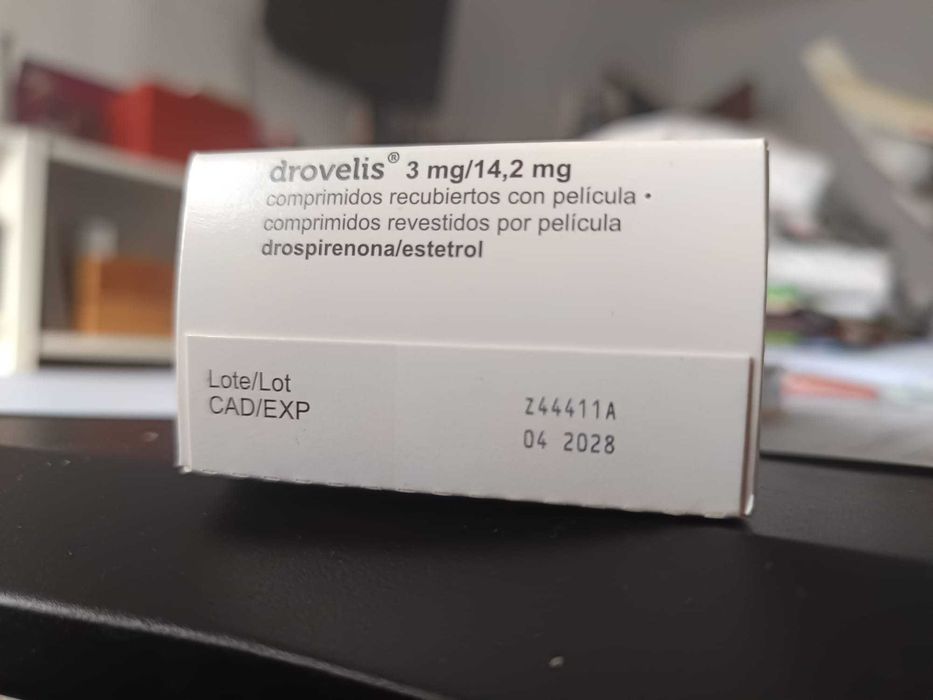 drovelis® 3 mg/14,2 mg
comprimidos recubiertos con película •
comprimidos revestidos por película
drospirenona/estetrol
Lote/Lot
CAD/EXP
Z44411A
04 2028